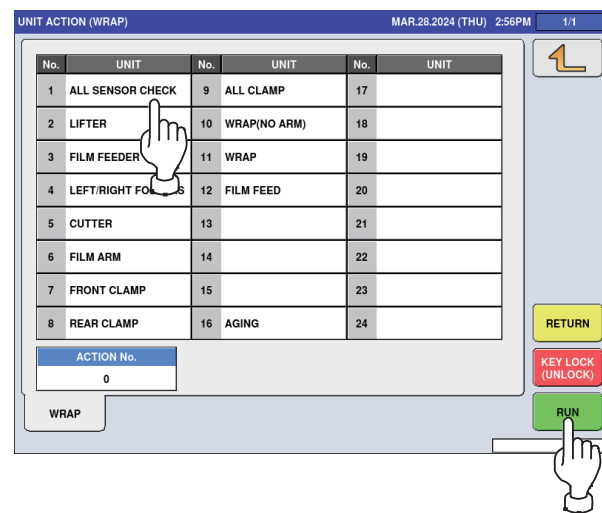 UNIT ACTION (WRAP) MAR.28.2024 (THU) 2:56PM 1/1
No. UNIT No. UNIT No. UNIT
1 ALL SENSOR CHECK 9 ALL CLAMP 17
2 LIFTER 10 WRAP(NO ARM) 18
3 FILM FEEDER 11 WRAP 19
4 LEFT/RIGHT 12 FILM FEED 20
5 CUTTER 13 21
6 FILM ARM 14 22
7 FRONT CLAMP 15 23
8 REAR CLAMP 16 AGING 24
RETURN
ACTION No.
0
KEY LOCK
(UNLOCK)
WRAP
RUN